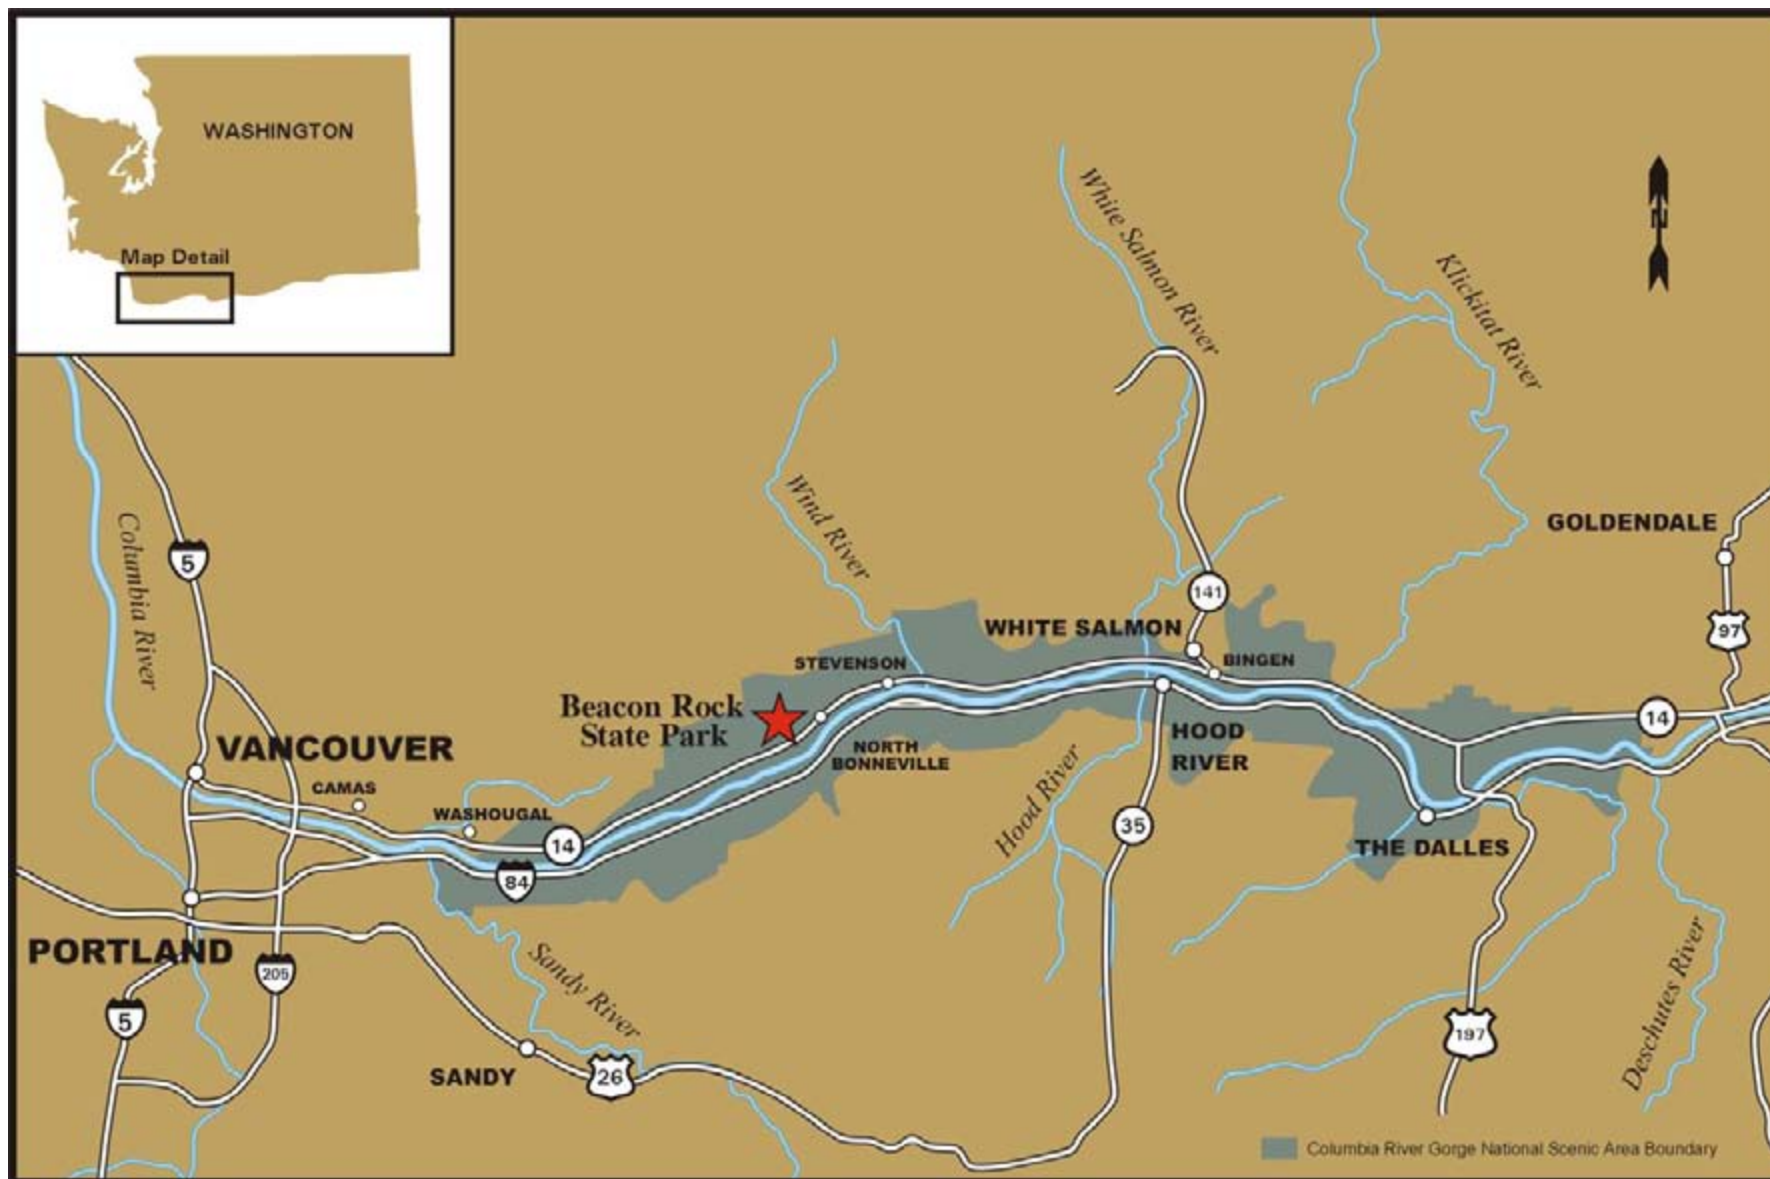 WASHINGTON
Map Detail
N
White Salmon River
Klickitat River
Columbia River
5
Wind River
GOLDENDALE
141
97
WHITE SALMON
BINGEN
STEVENSON
Beacon Rock
State Park
14
VANCOUVER
HOOD
RIVER
NORTH
BONNEVILLE
CAMAS
WASHOUGAL
Hood River
35
14
84
THE DALLES
PORTLAND
205
Sandy River
5
Deschutes River
197
SANDY
26
Columbia River Gorge National Scenic Area Boundary